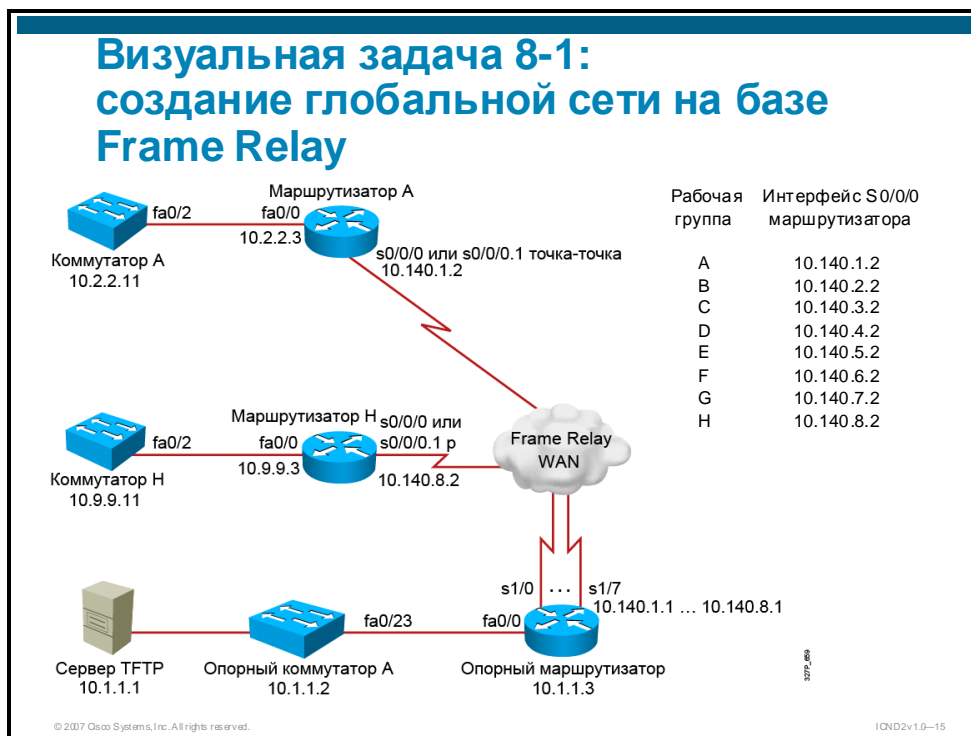 Визуальная задача 8-1:
создание глобальной сети на базе
Frame Relay
Маршрутизатор A
fa0/2
fa0/0
10.2.2.3
s0/0/0 или s0/0/0.1 точка-точка
10.140.1.2
Коммутатор A
10.2.2.11
Рабочая группа
Интерфейс S0/0/0 маршрутизатора
A 10.140.1.2
B 10.140.2.2
C 10.140.3.2
D 10.140.4.2
E 10.140.5.2
F 10.140.6.2
G 10.140.7.2
H 10.140.8.2
Маршрутизатор H
s0/0/0 или
s0/0/0.1 p
fa0/2
fa0/0
10.9.9.3
10.140.8.2
Коммутатор H
10.9.9.11
Frame Relay
WAN
s1/0 ... s1/7
10.140.1.1 ... 10.140.8.1
fa0/23
fa0/0
Сервер TFTP
10.1.1.1
Опорный коммутатор A
10.1.1.2
Опорный маршрутизатор
10.1.1.3
327P_659
© 2007 Cisco Systems, Inc. All rights reserved.
ICND2 v1.0—15